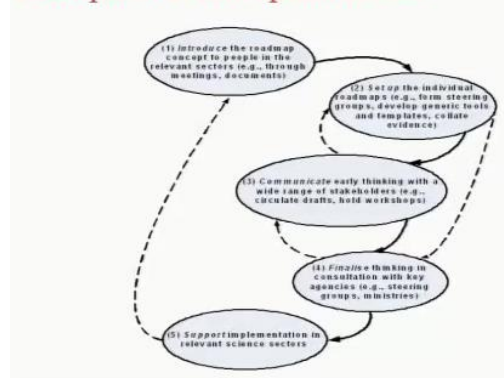 (1) Introduce the roadmap
concept to people in the
relevant sectors (e.g., through
meetings, documents)
(2) Set up the individual
roadmaps (e.g., form steering
groups, develop generic tools
and templates, collate
evidence)
(3) Communicate early thinking with a
wide range of stakeholders (e.g.,
circulate drafts, hold workshops)
(4) Finalise thinking in
consultation with key
agencies (e.g., steering
groups, ministries)
(5) Support implementation in
relevant science sectors